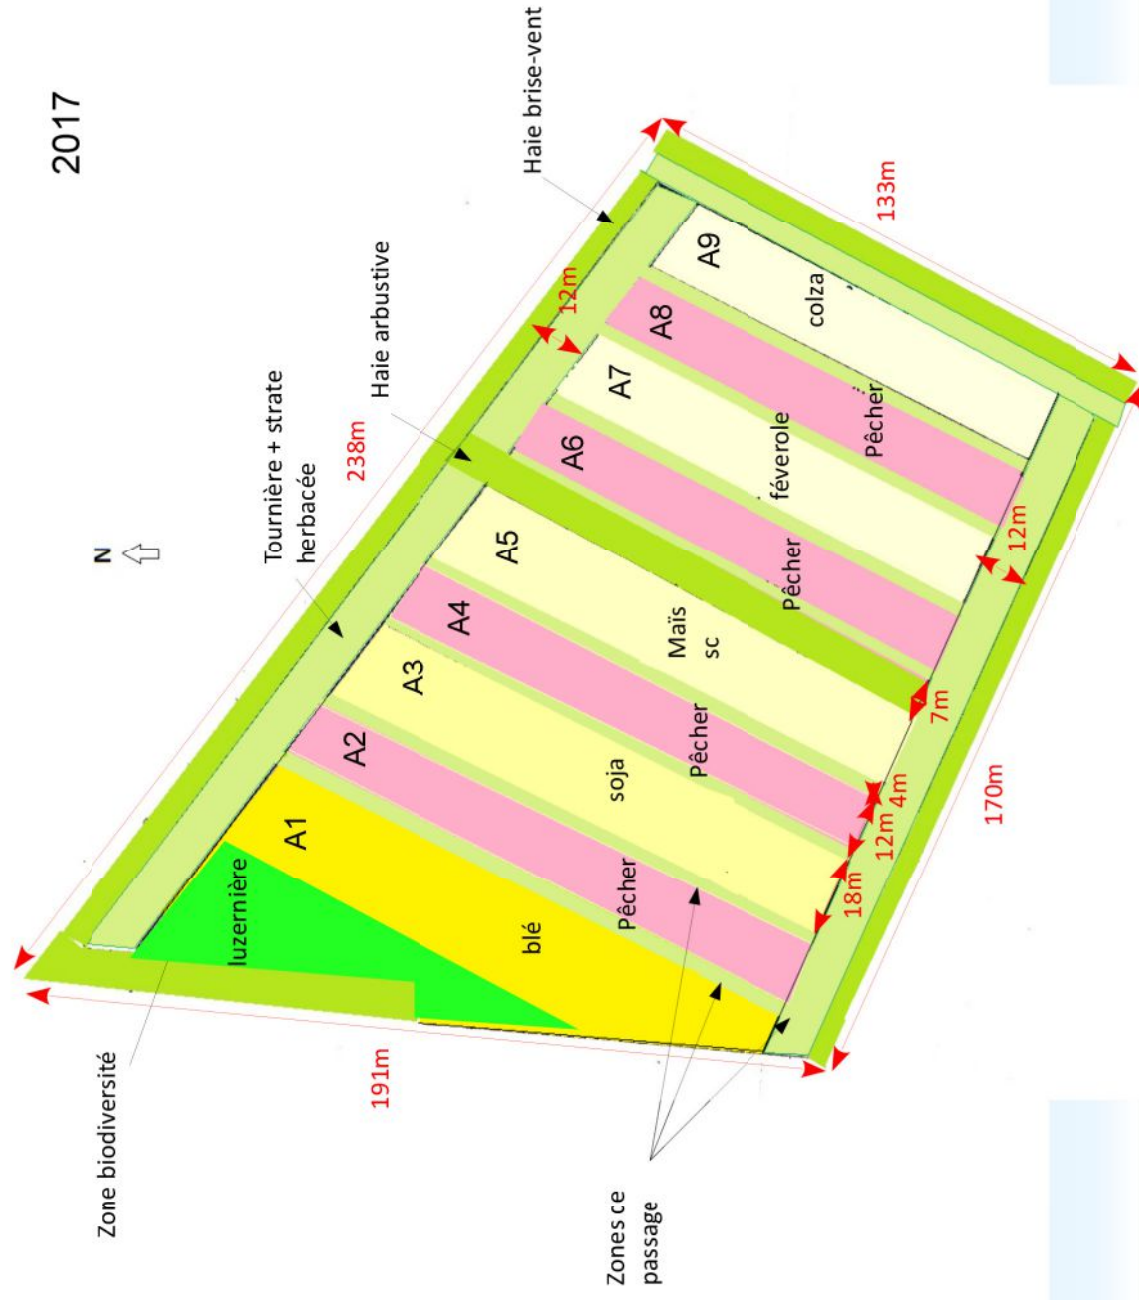 2017
N
Zone biodiversité
Tournière + strate
herbacée
Haie arbustive
Haie brise-vent
238m
12m
luzernière
A1
A2
A3
A4
A5
A6
A7
A8
A9
blé
Pêcher
soja
Pêcher
Maïs
sc
Pêcher
féverole
Pêcher
colza
191m
133m
18m
12m
4m
7m
12m
170m
Zones ce
passage